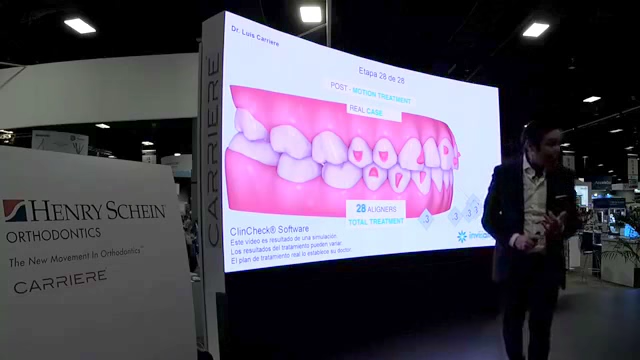 Dr. Luis Carriere
Etapa 28 de 28
POST - MOTION TREATMENT
REAL CASE
CARRIERE
28 ALIGNERS
TOTAL TREATMENT
ClinCheck® Software
Este vídeo es resultado de una simulación.
Los resultados del tratamiento pueden variar.
El plan de tratamiento real lo establece su doctor.
HENRY SCHEIN®
ORTHODONTICS
The New Movement In Orthodontics™
CARRIERE